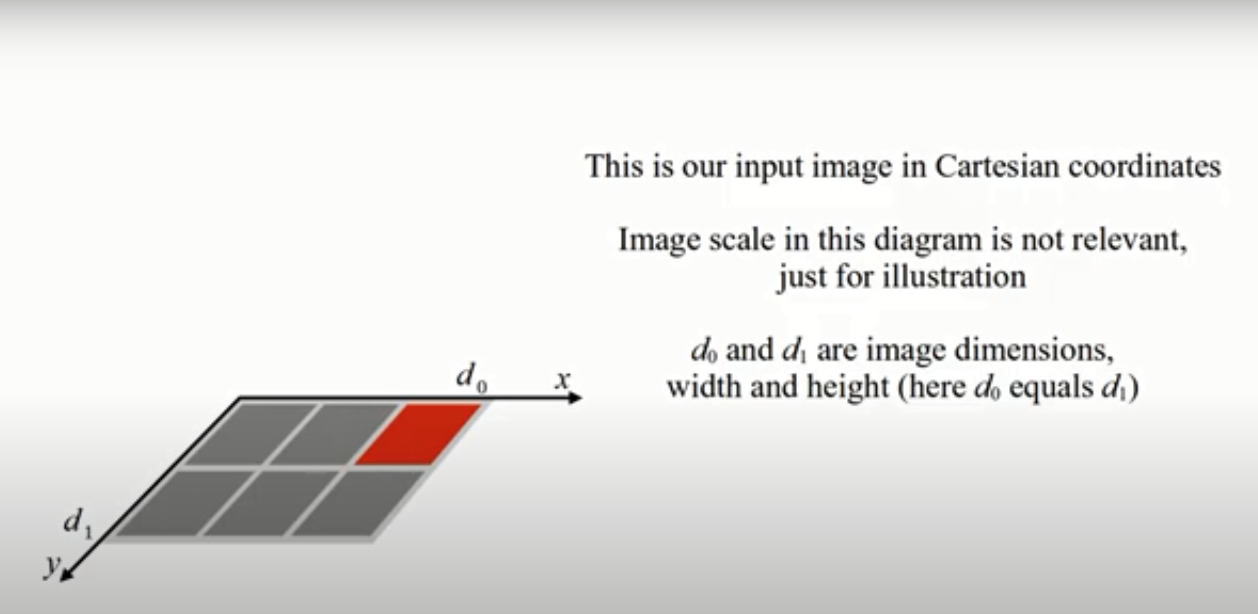 This is our input image in Cartesian coordinates
Image scale in this diagram is not relevant,
just for illustration
d₀ and d₁ are image dimensions,
width and height (here d₀ equals d₁)
d₀
x
d₁
y